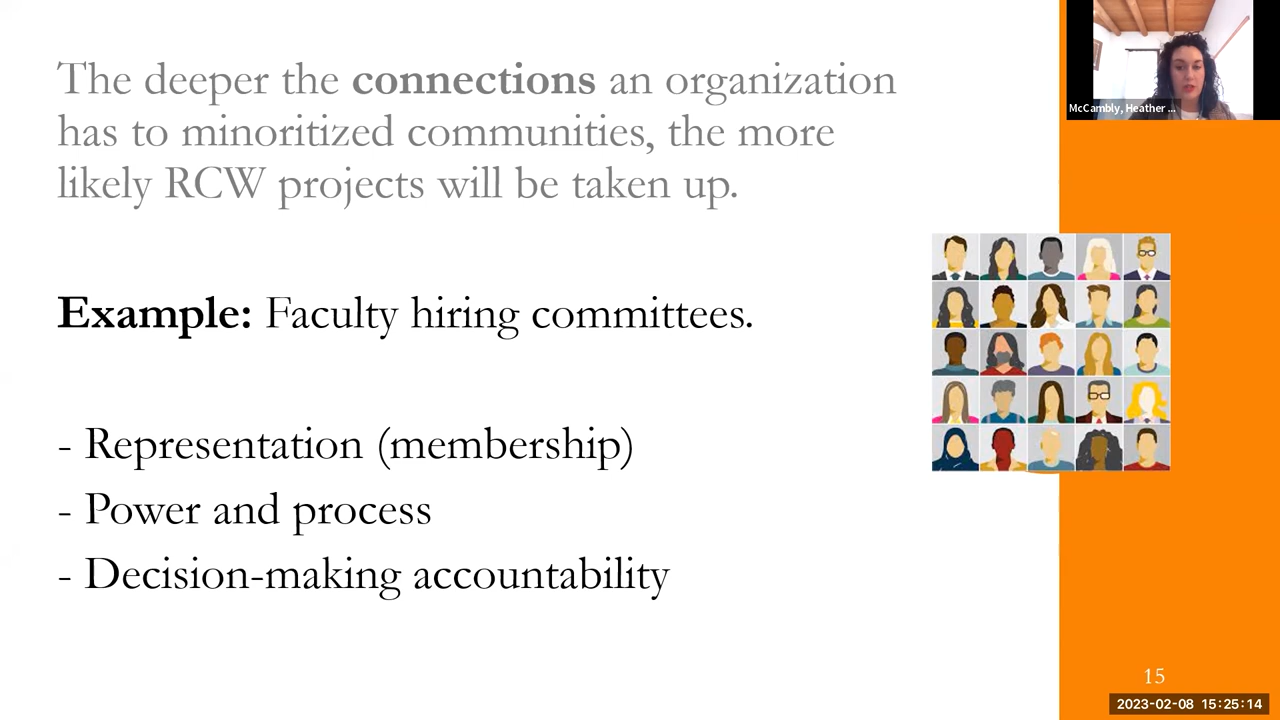 The deeper the connections an organization
has to minoritized communities, the more
likely RCW projects will be taken up.
Example: Faculty hiring committees.
- Representation (membership)
- Power and process
- Decision-making accountability
McCambly, Heather ...
15
2023-02-08 15:25:14